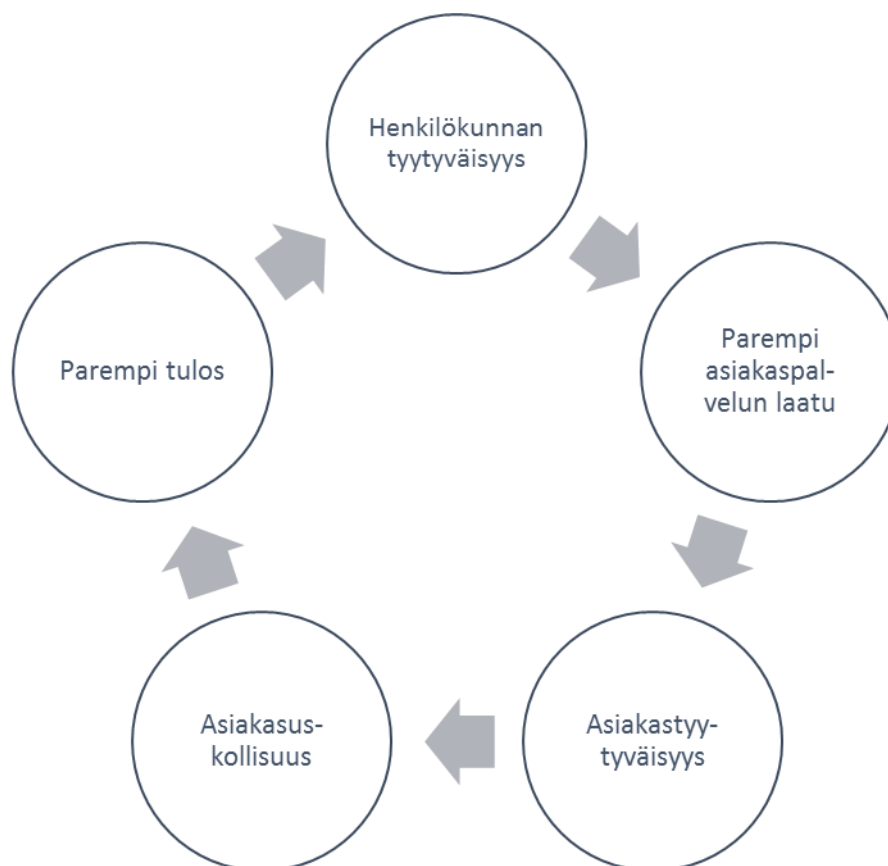 Henkilökunnan
tyytyväisyys
Parempi
asiakaspal-
velun laatu
Asiakastyy-
tyväisyys
Asiakasus-
kollisuus
Parempi tulos